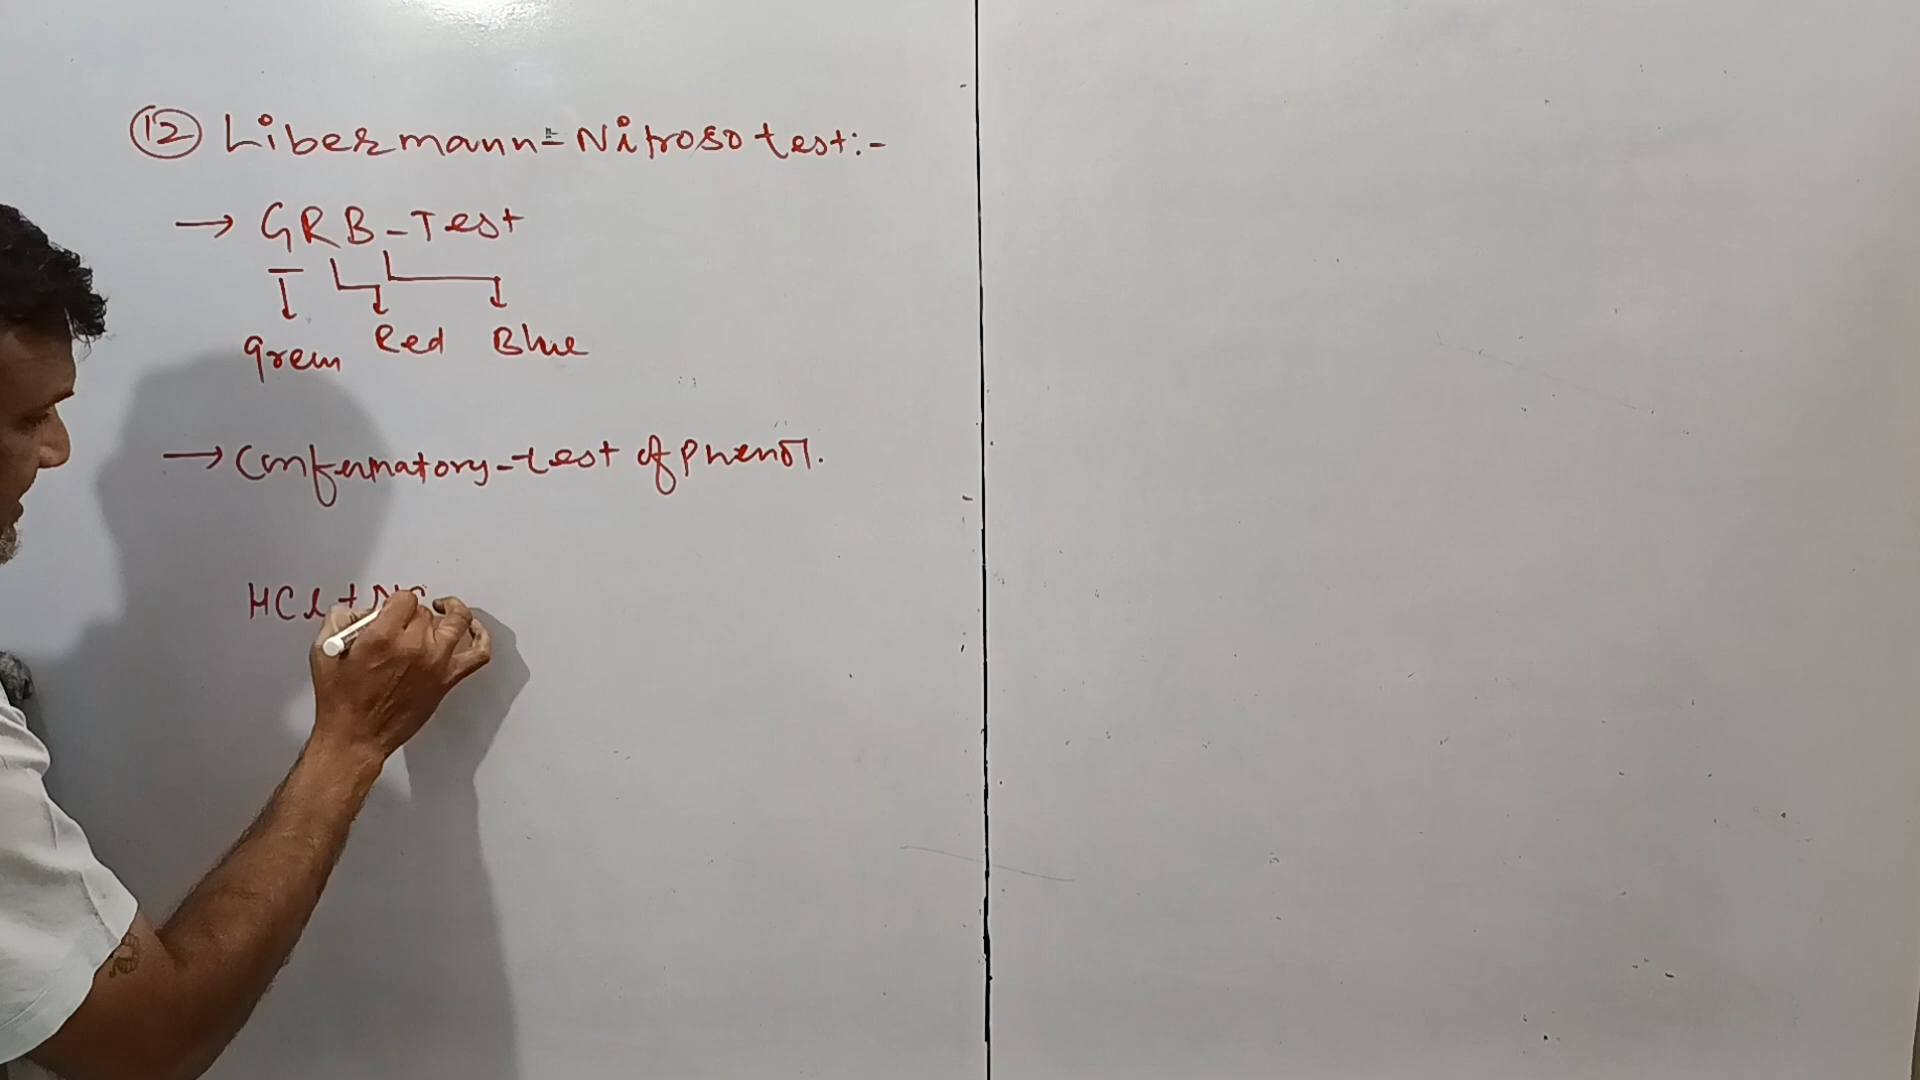 12 Libermann-Nitroso test:-
→ GRB-Test
green Red Blue
→ Confermatory-test of Phenol.
HCl + N